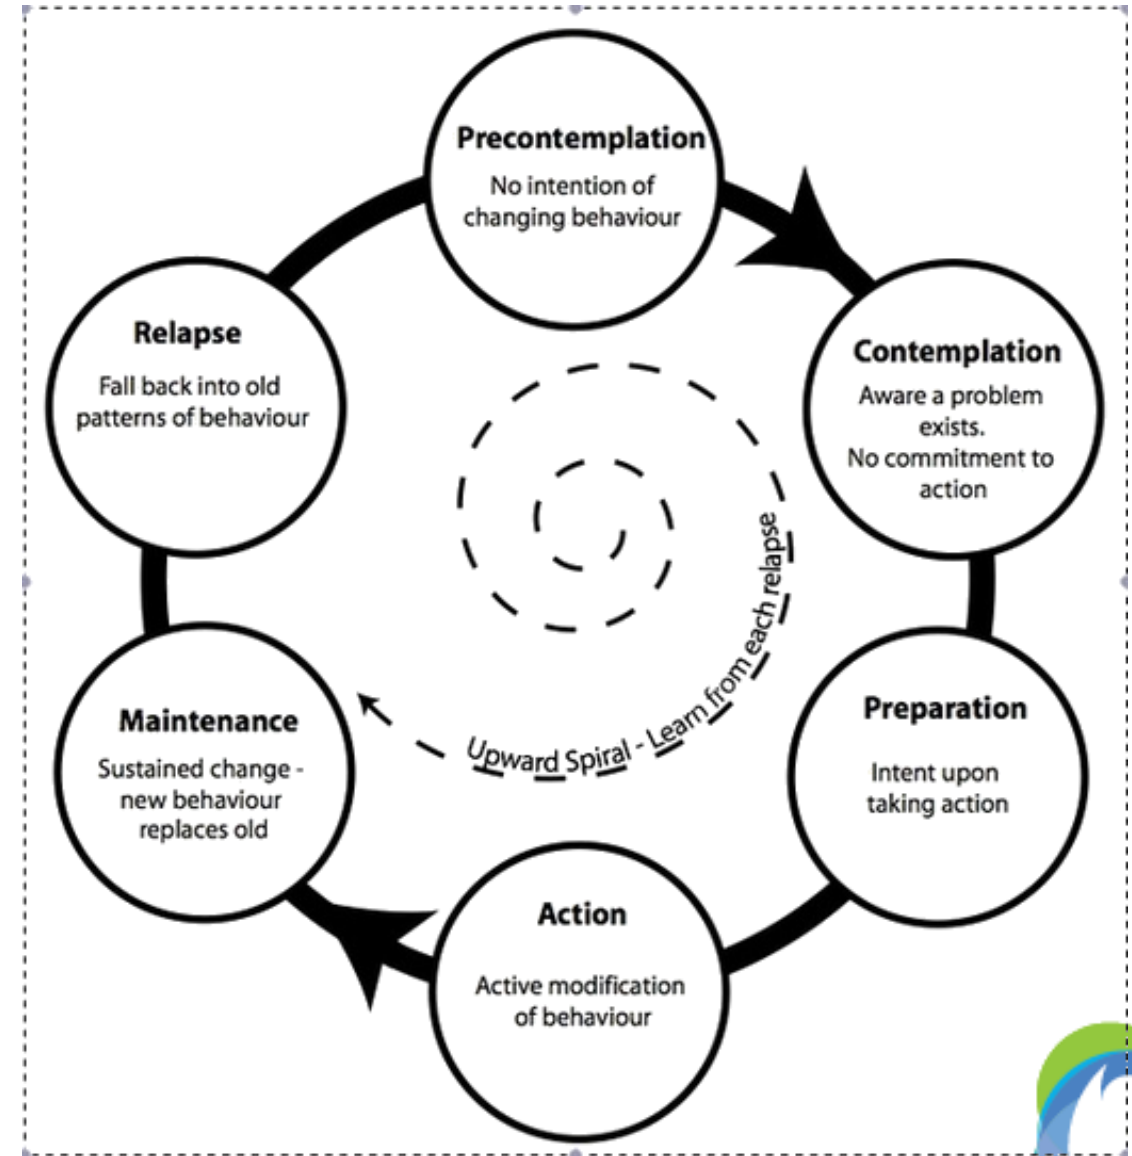 Precontemplation
No intention of
changing behaviour
Contemplation
Aware a problem
exists.
No commitment to
action
Preparation
Intent upon
taking action
Action
Active modification
of behaviour
Maintenance
Sustained change -
new behaviour
replaces old
Relapse
Fall back into old
patterns of behaviour
Upward Spiral - Learn from each relapse